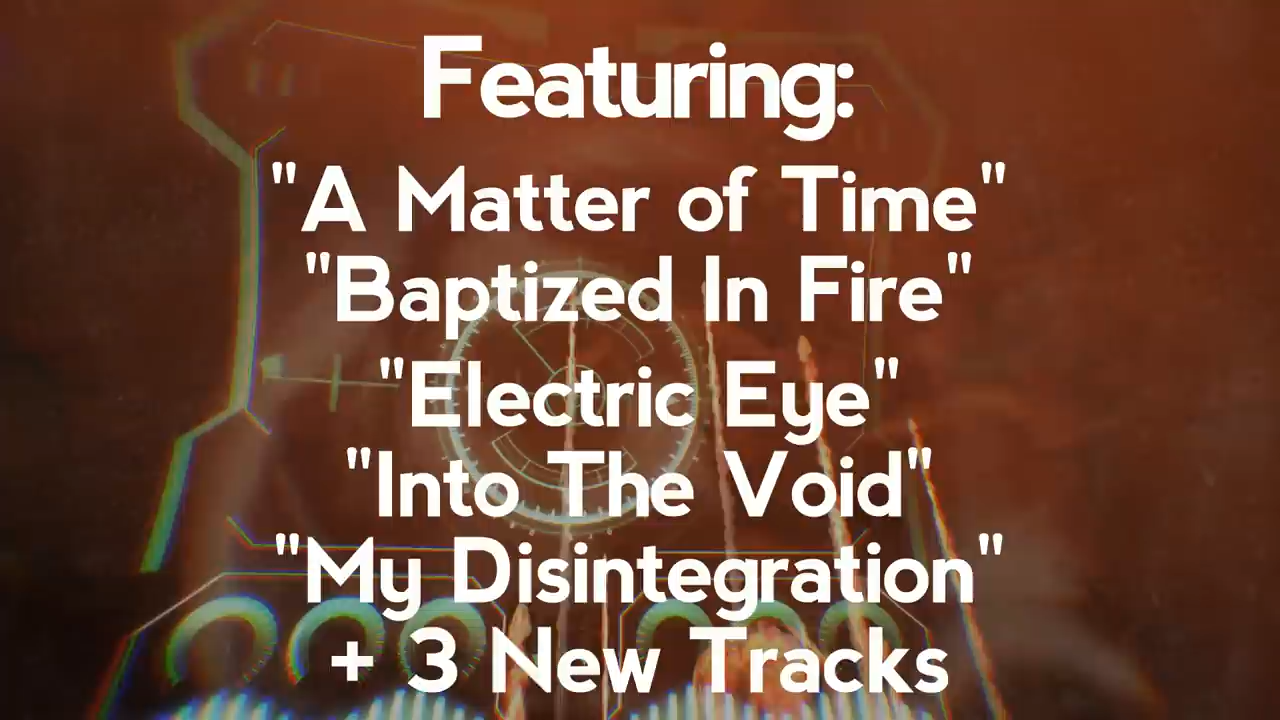 Featuring:
"A Matter of Time"
"Baptized In Fire"
"Electric Eye"
"Into The Void"
"My Disintegration"
+ 3 New Tracks